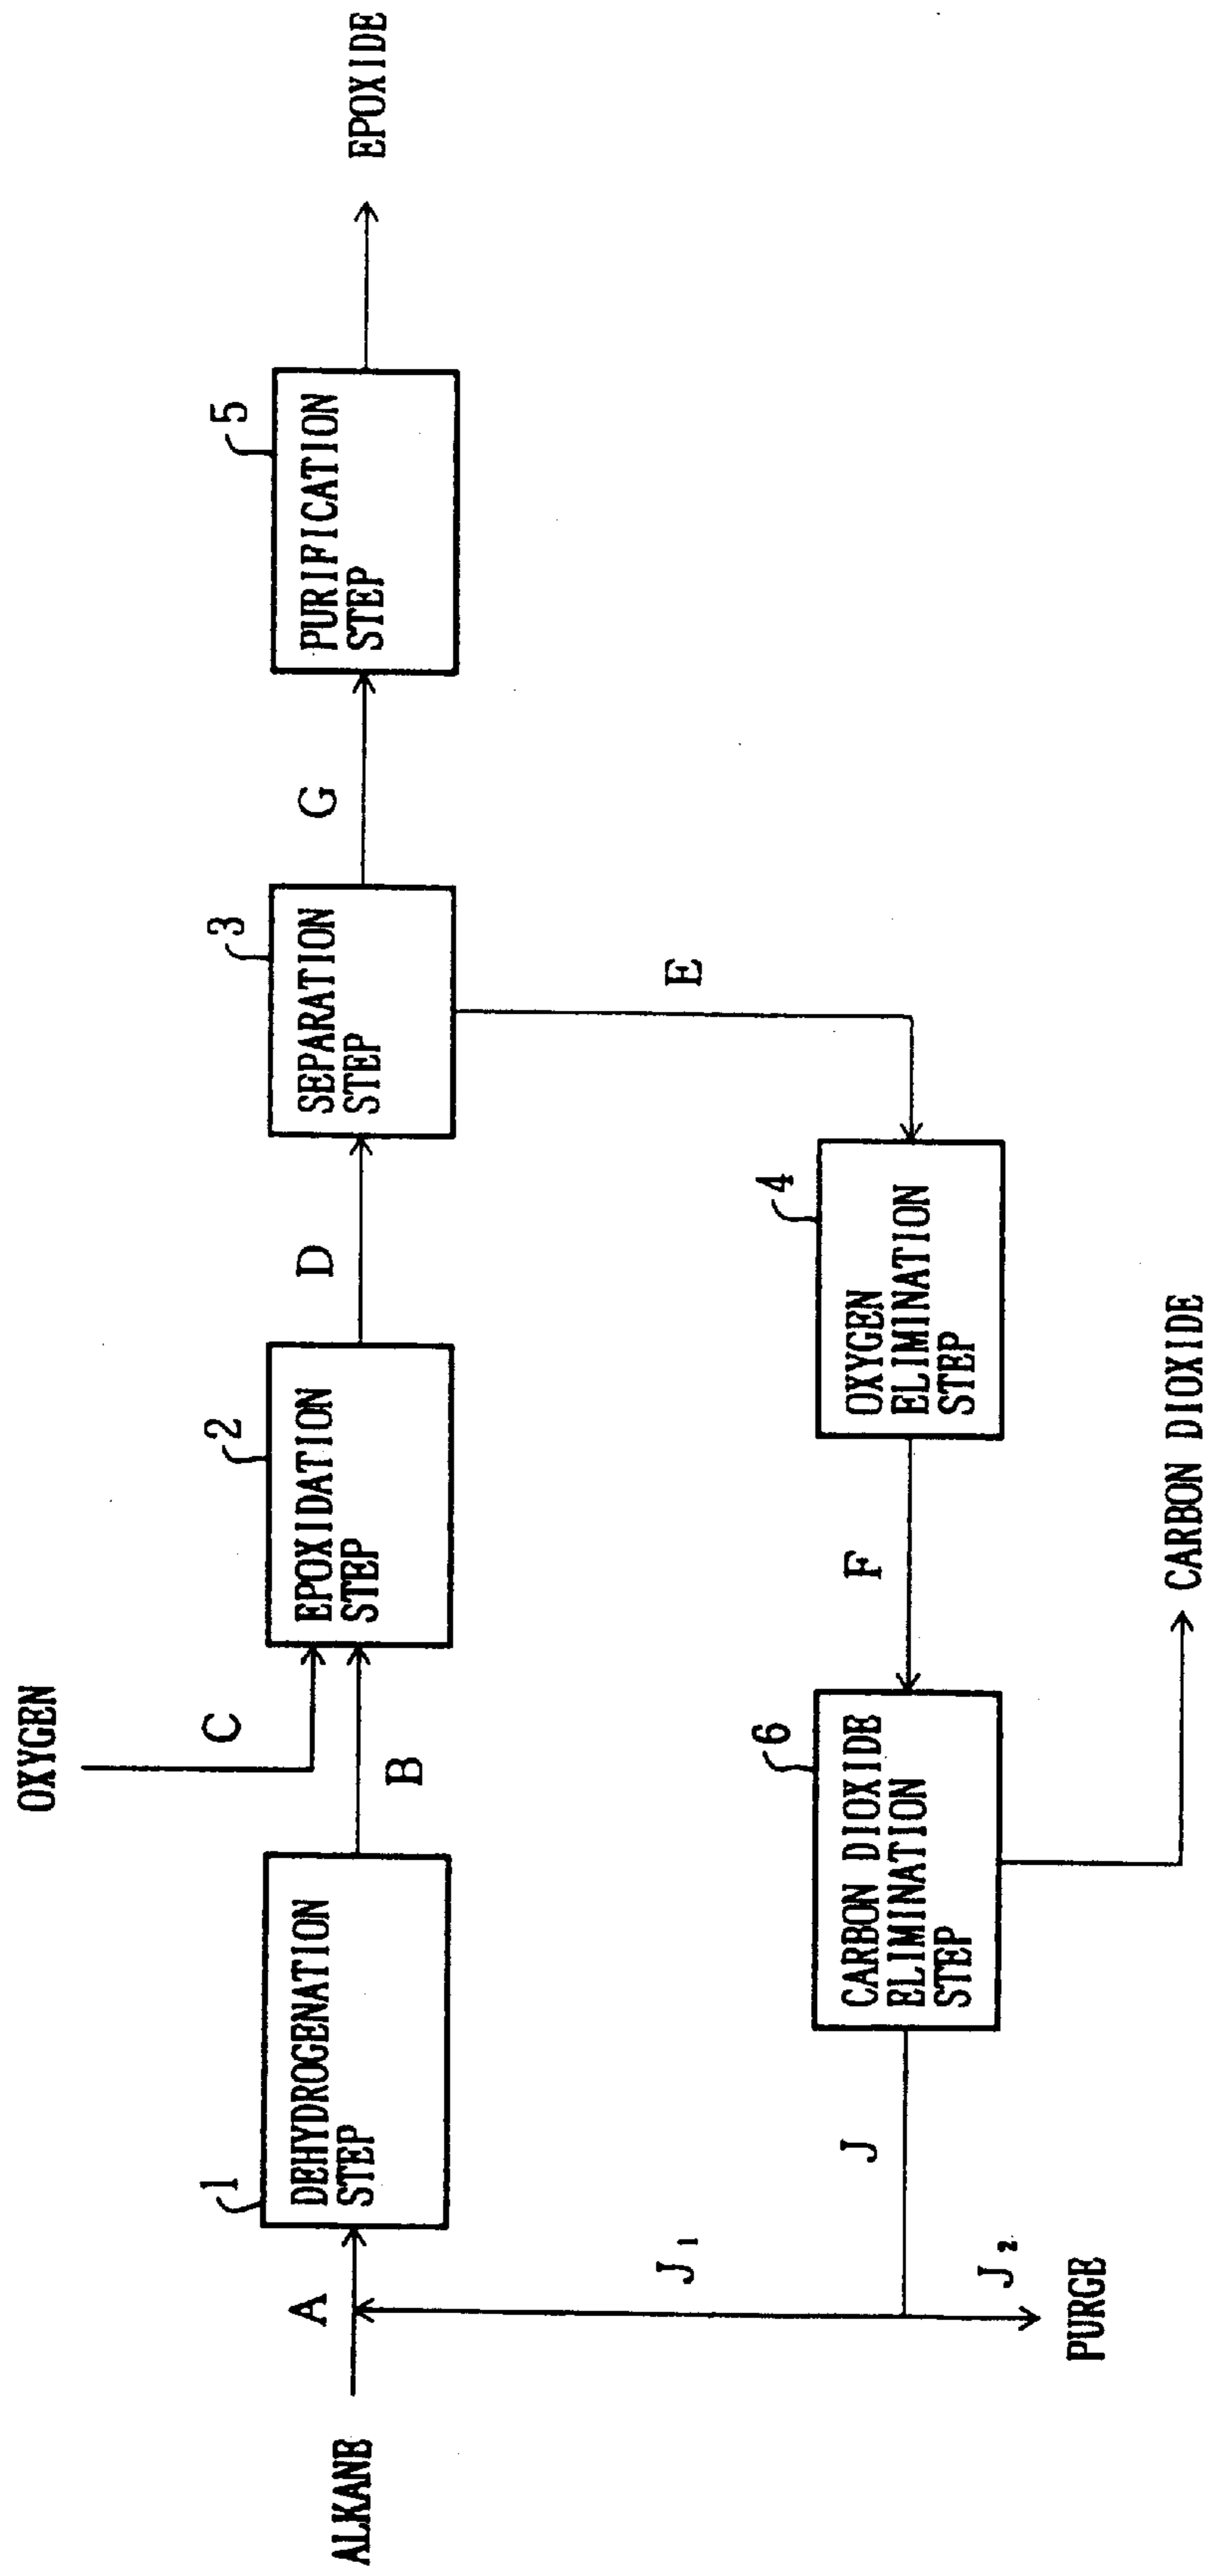 OXYGEN
C
1
DEHYDROGENATION
STEP
2
EPOXIDATION
STEP
3
SEPARATION
STEP
5
PURIFICATION
STEP
EPOXIDE
ALKANE
A
B
D
G
E
J₁
6
CARBON DIOXIDE
ELIMINATION
STEP
4
OXYGEN
ELIMINATION
STEP
J
F
J₂
PURGE
CARBON DIOXIDE